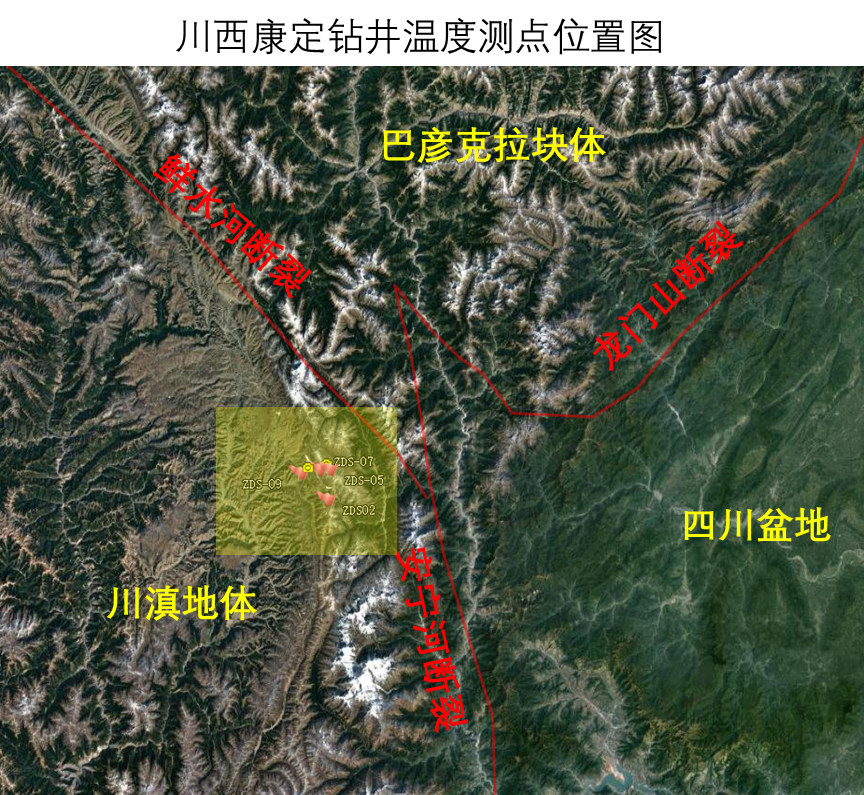 川西康定钻井温度测点位置图
巴彦克拉块体
鲜水河断裂
龙门山断裂
ZDS-07
ZDS-05
ZDS-09
ZDS02
四川盆地
安宁河断裂
川滇地体